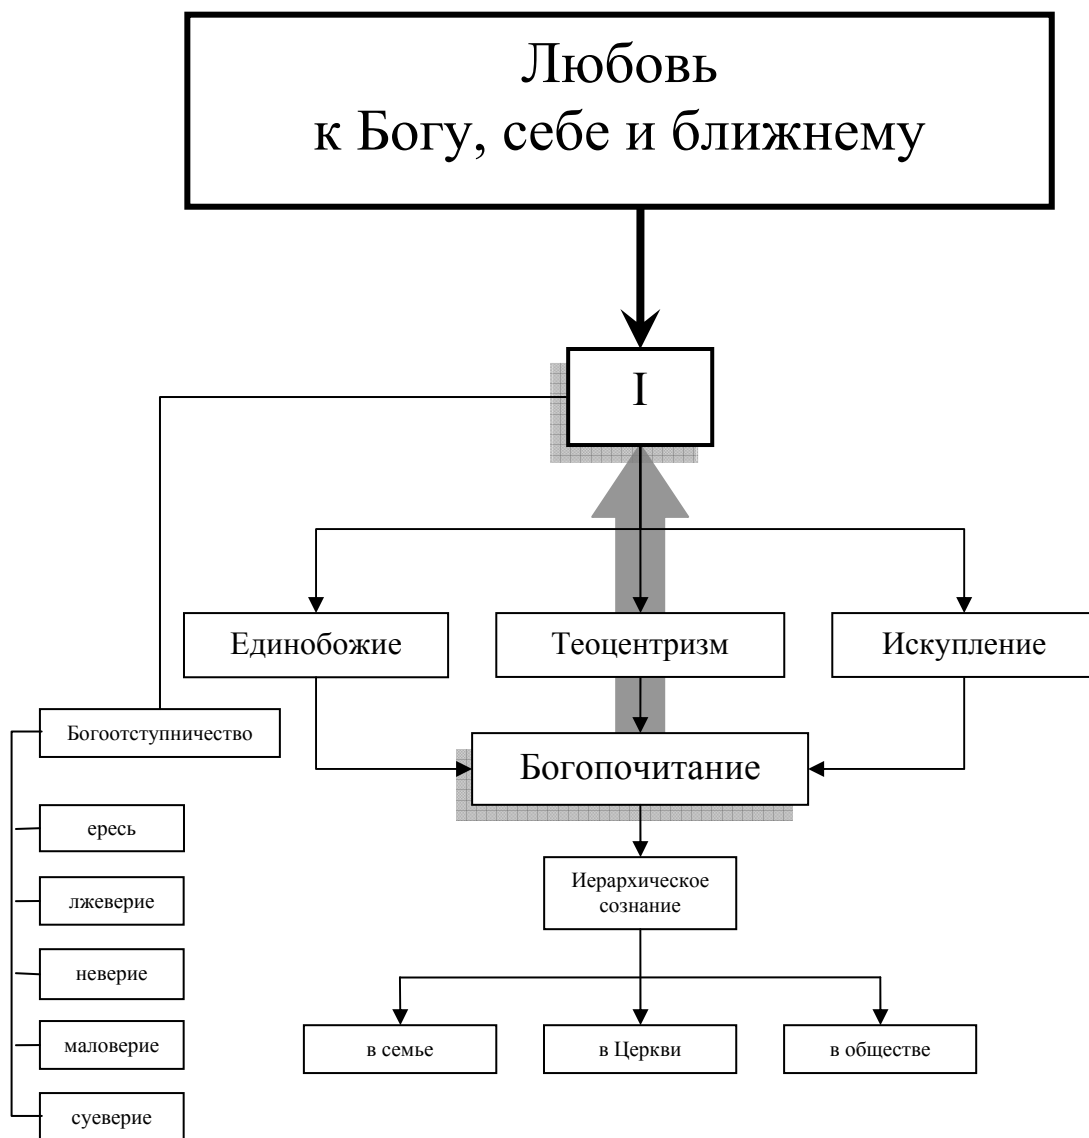 Любовь
к Богу, себе и ближнему
I
Единобожие
Теоцентризм
Искупление
Богоотступничество
Богопочитание
ересь
лжеверие
неверие
маловерие
суеверие
Иерархическое
сознание
в семье
в Церкви
в обществе